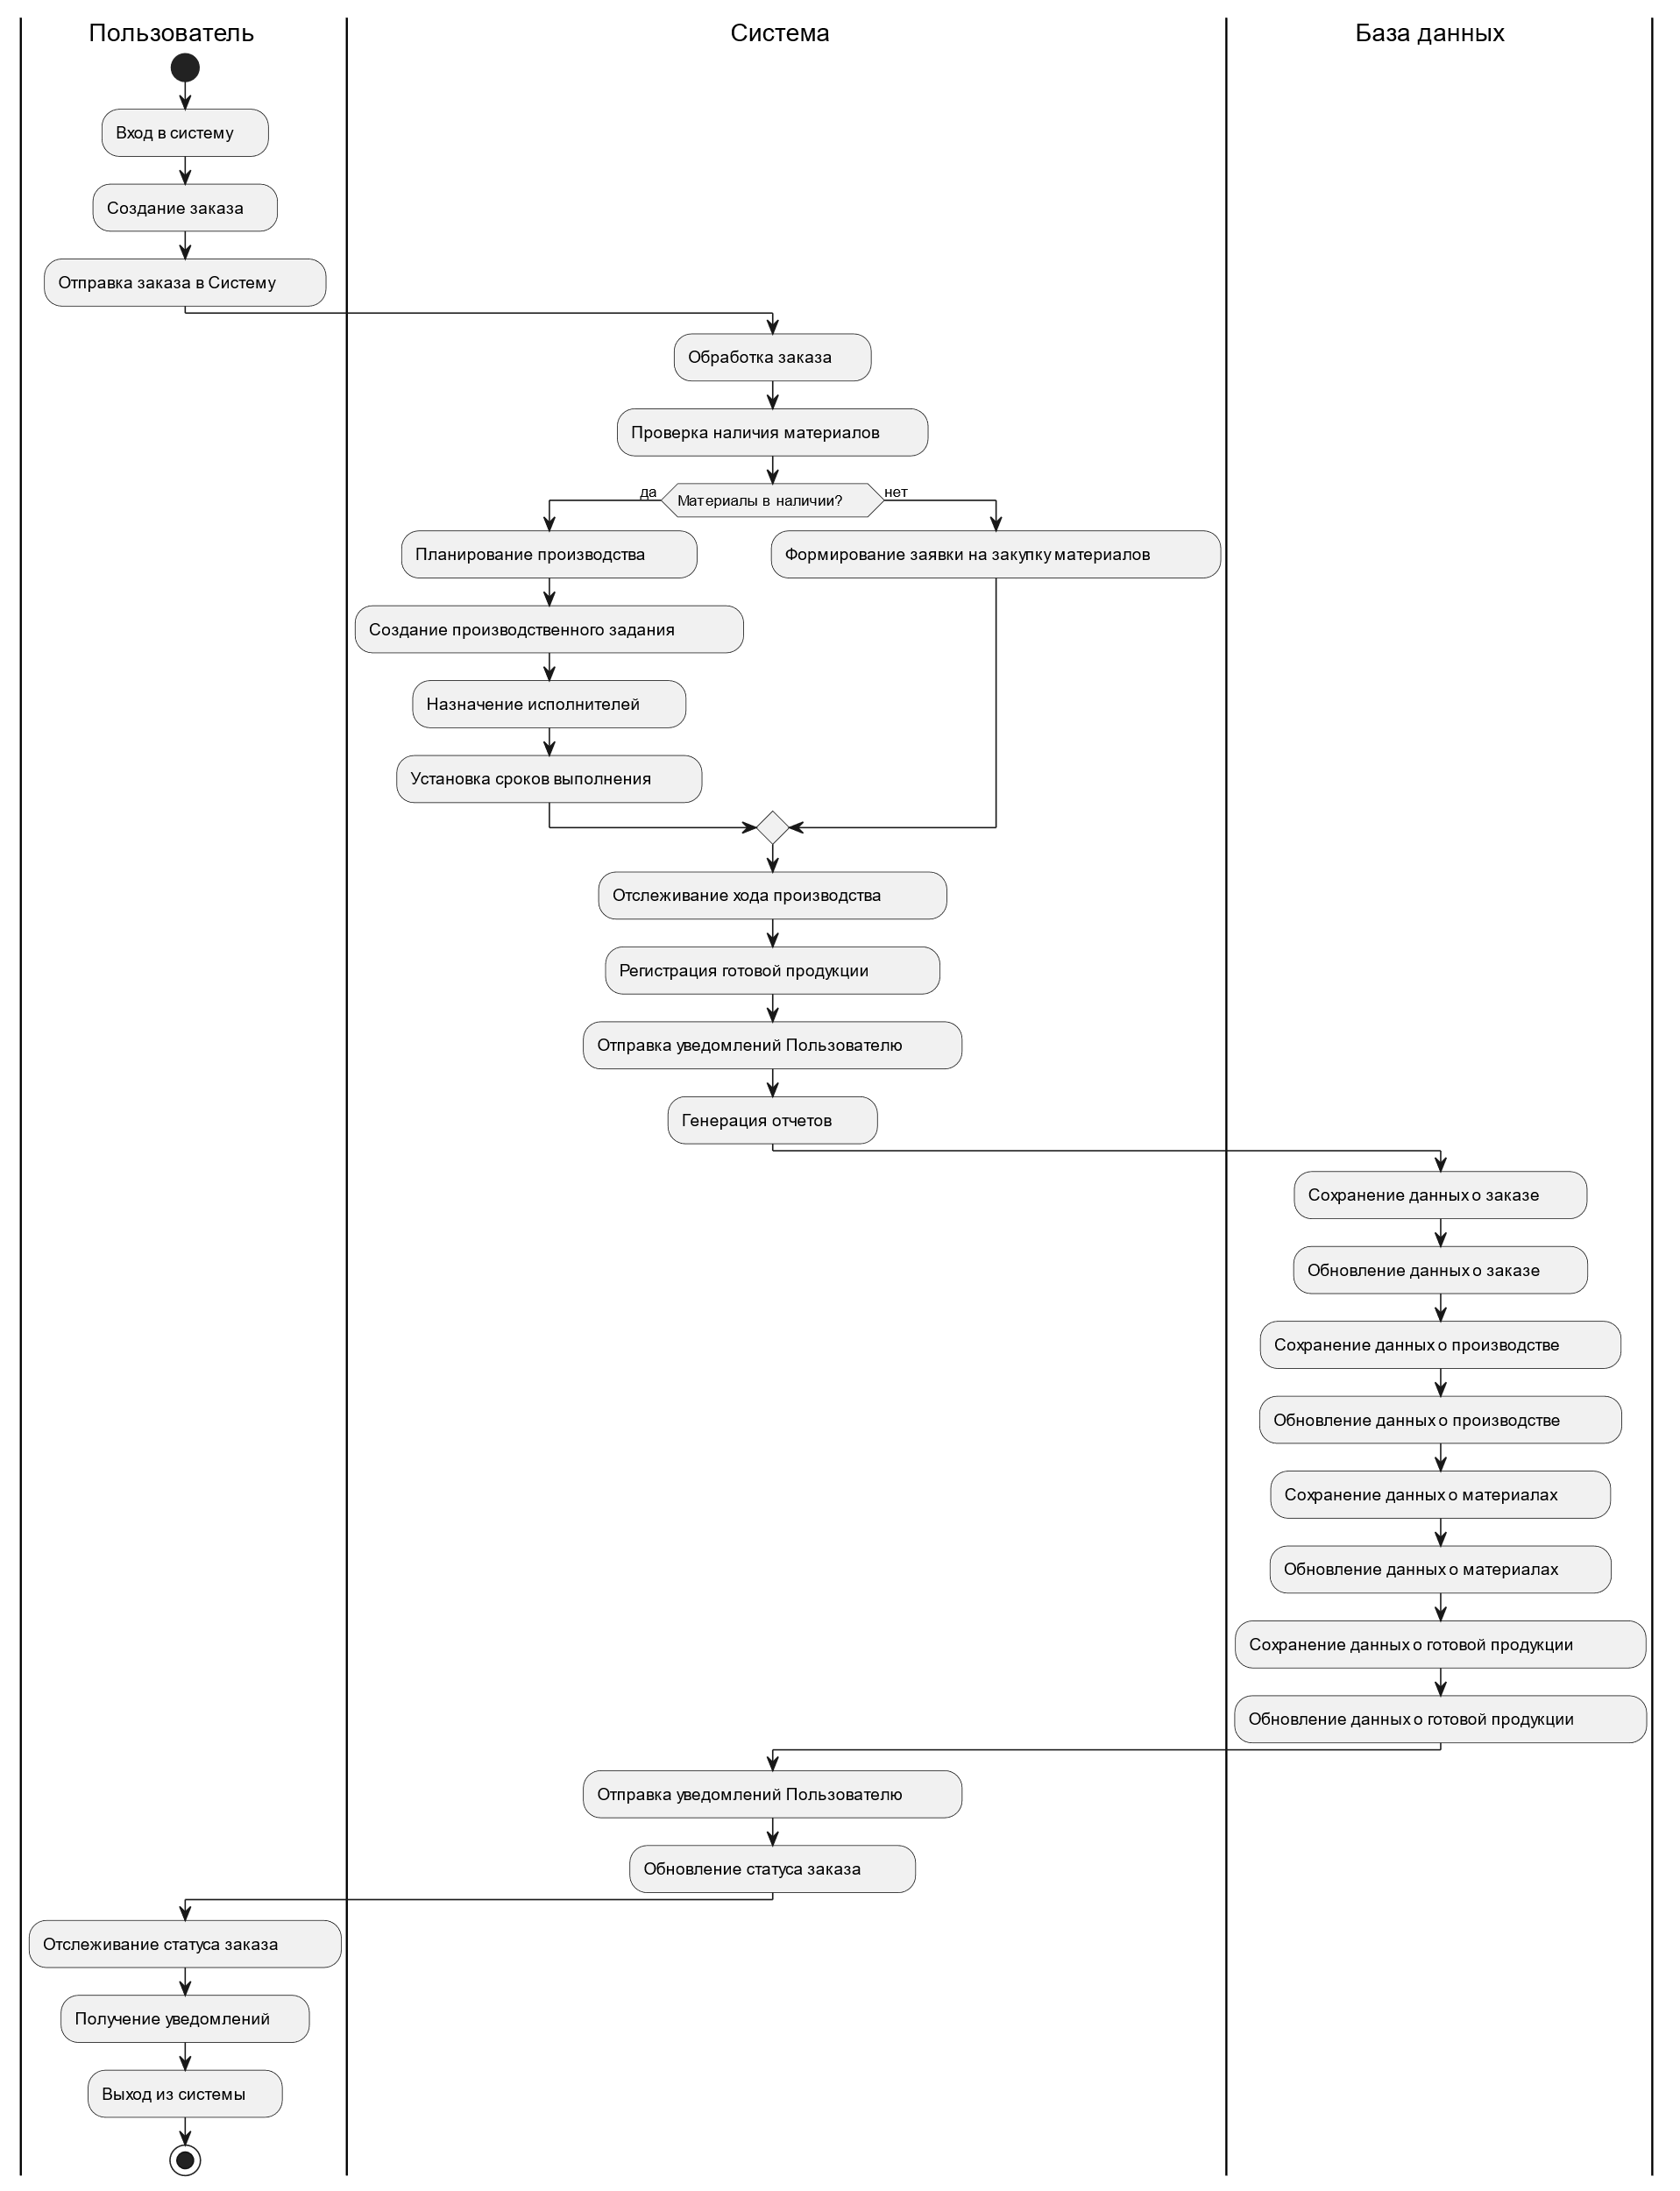 Пользователь
Система
База данных
Вход в систему
Создание заказа
Отправка заказа в Систему
Обработка заказа
Проверка наличия материалов
да
Материалы в наличии?
нет
Планирование производства
Формирование заявки на закупку материалов
Создание производственного задания
Назначение исполнителей
Установка сроков выполнения
Отслеживание хода производства
Регистрация готовой продукции
Отправка уведомлений Пользователю
Генерация отчетов
Сохранение данных о заказе
Обновление данных о заказе
Сохранение данных о производстве
Обновление данных о производстве
Сохранение данных о материалах
Обновление данных о материалах
Сохранение данных о готовой продукции
Обновление данных о готовой продукции
Отправка уведомлений Пользователю
Обновление статуса заказа
Отслеживание статуса заказа
Получение уведомлений
Выход из системы